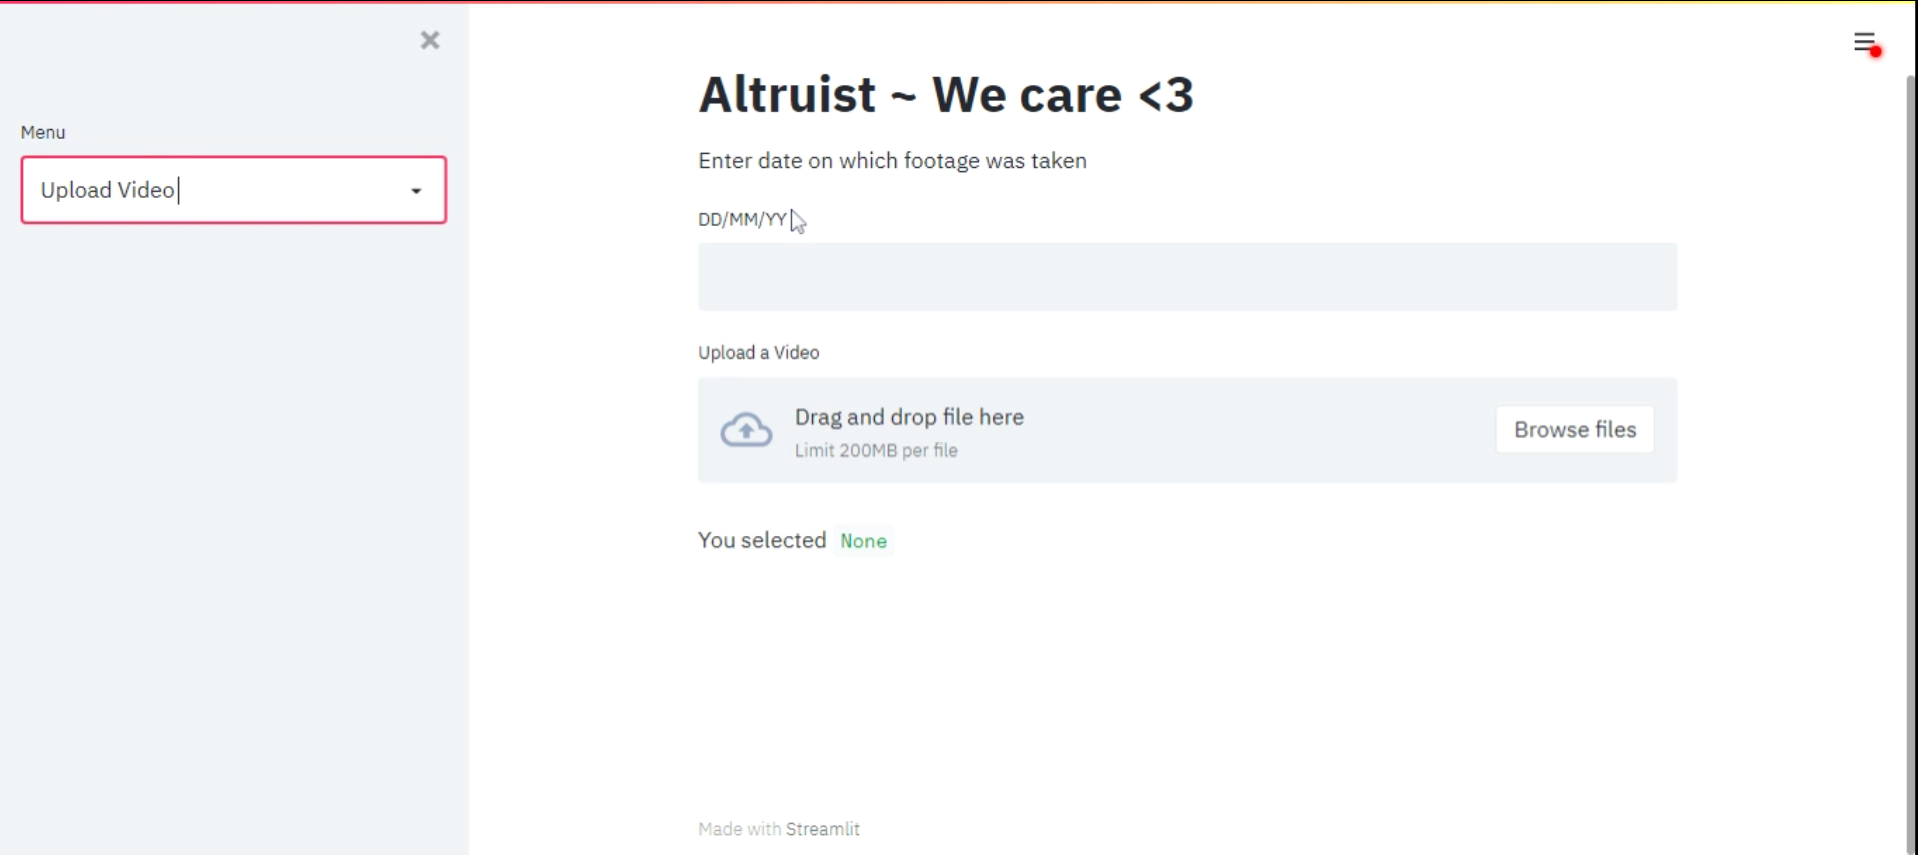 Menu
Upload Video
Altruist ~ We care <3
Enter date on which footage was taken
DD/MM/YY
Upload a Video
Drag and drop file here
Limit 200MB per file
Browse files
You selected None
Made with Streamlit